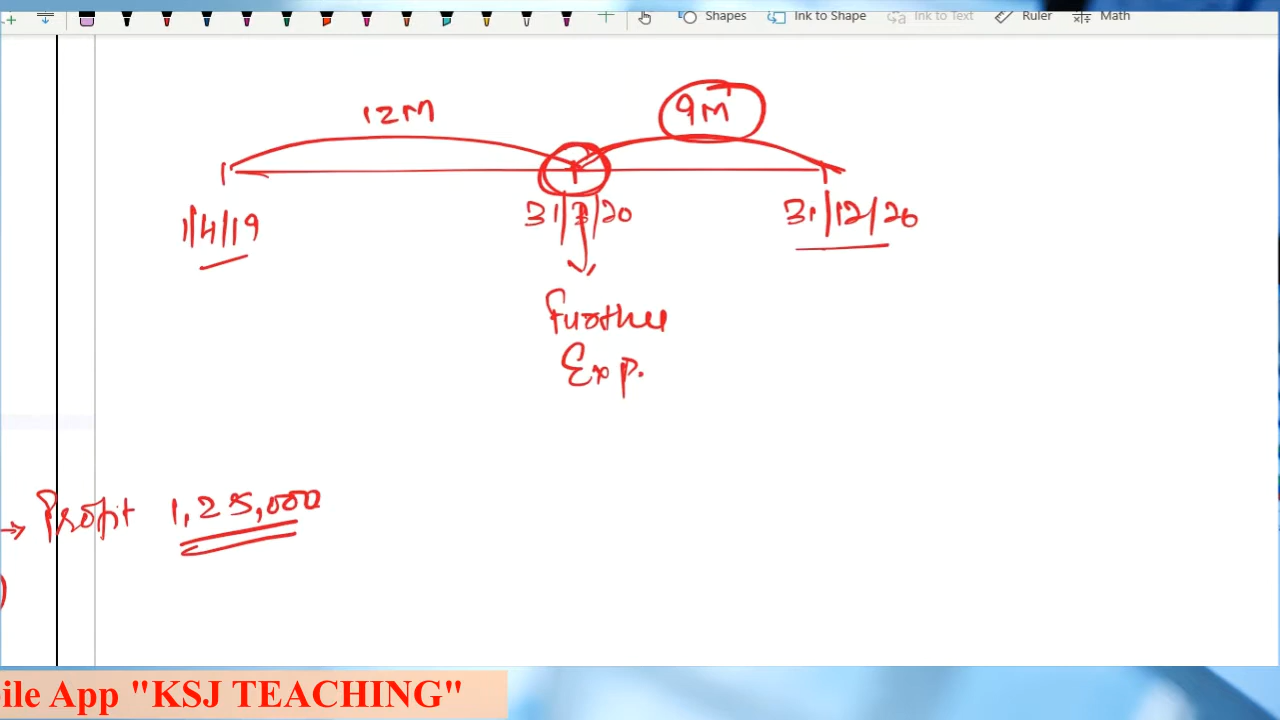 Shapes Ink to Shape Ink to Text Ruler Math
12M 9M
1/4/19 31/3/20 31/12/20
Further
Exp.
→ Profit 1,25,000
ile App "KSJ TEACHING"